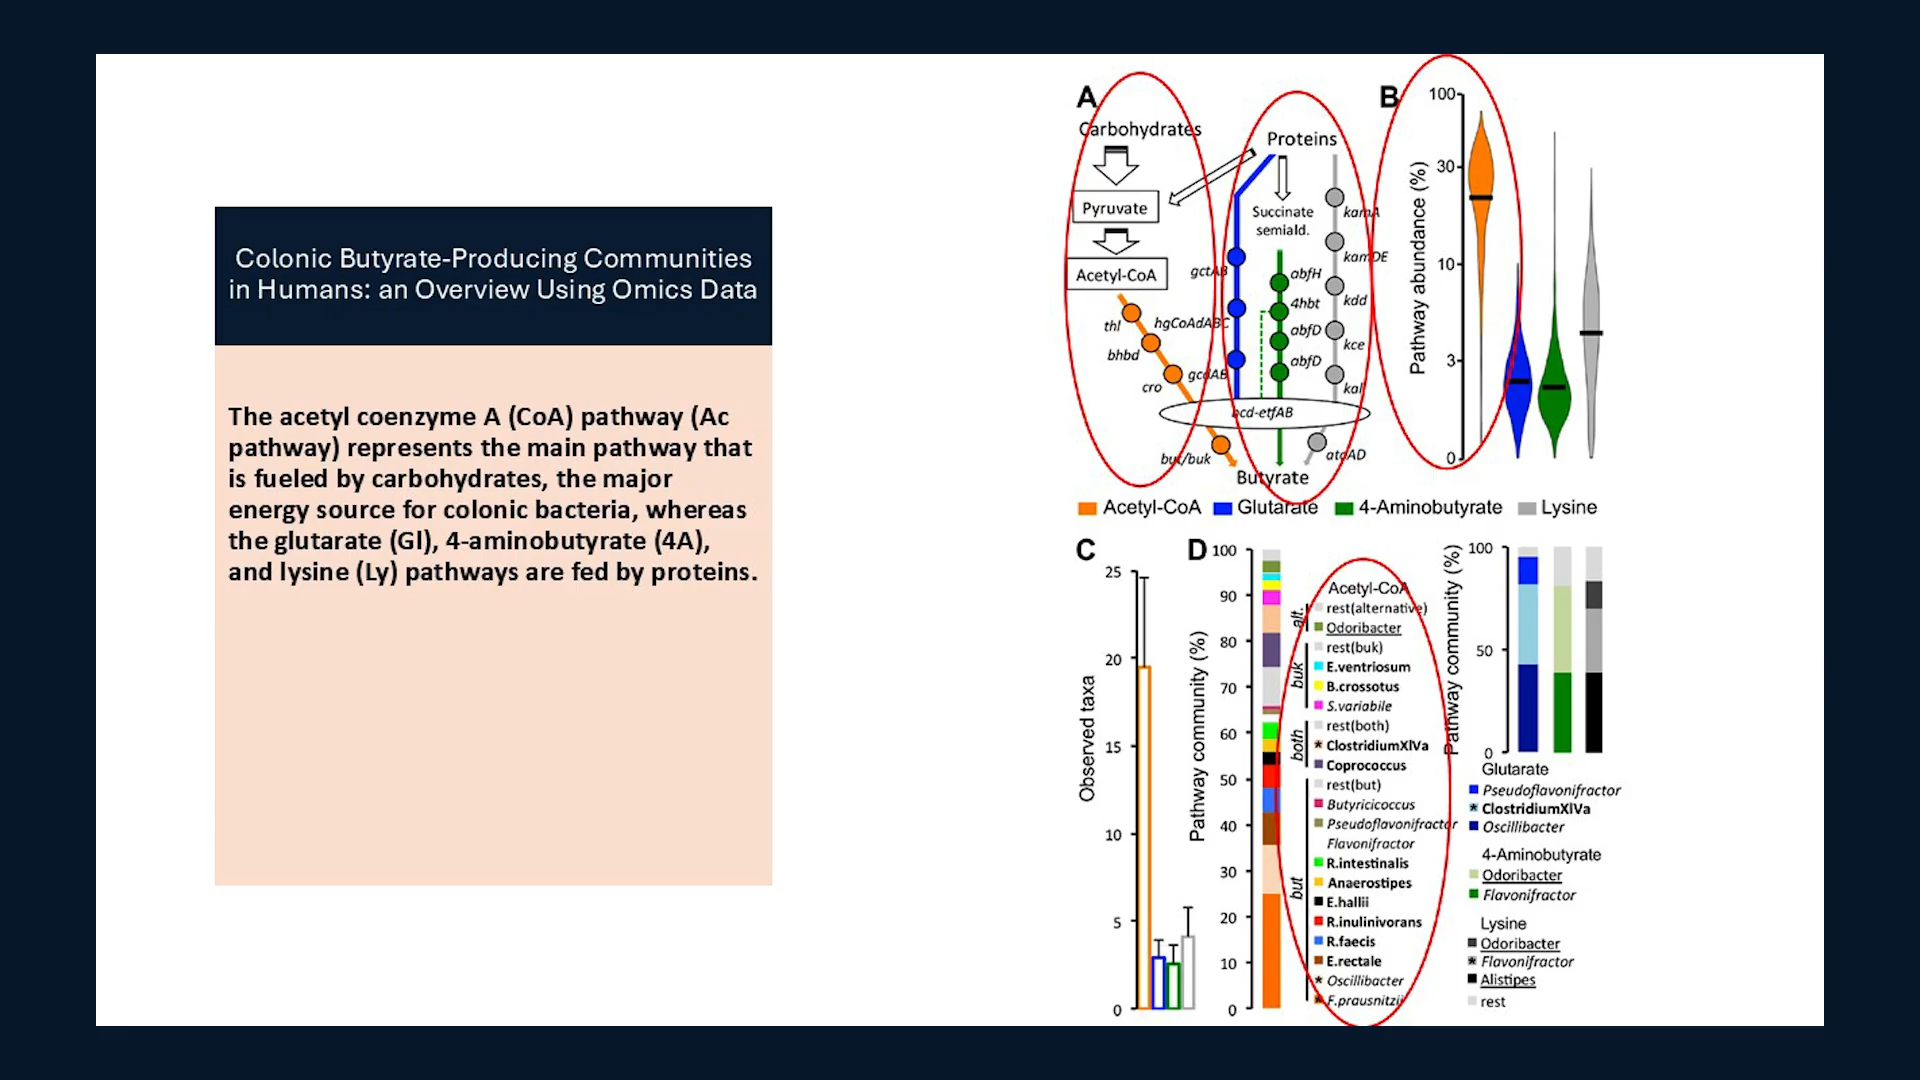 Colonic Butyrate-Producing Communities
in Humans: an Overview Using Omics Data
The acetyl coenzyme A (CoA) pathway (Ac
pathway) represents the main pathway that
is fueled by carbohydrates, the major
energy source for colonic bacteria, whereas
the glutarate (Gl), 4-aminobutyrate (4A),
and lysine (Ly) pathways are fed by proteins.
A
Carbohydrates
Proteins
Pyruvate
Succinate
semiald.
Acetyl-CoA
thl
bhbd
cro
gctAB
hgCoAdABC
gcdAB
abfH
4hbt
abfD
abfD
kamA
kamDE
kdd
kce
kal
bcd-etfAB
but/buk
atoAD
Butyrate
B
Pathway abundance (%)
100
30
10
3
0
Acetyl-CoA
Glutarate
4-Aminobutyrate
Lysine
C
Observed taxa
25
20
15
10
5
0
D
Pathway community (%)
100
90
80
70
60
50
40
30
20
10
0
Acetyl-CoA
alt.
rest(alternative)
Odoribacter
buk
rest(buk)
E.ventriosum
B.crossotus
S.variabile
both
rest(both)
* ClostridiumXIVa
Coprococcus
but
rest(but)
Butyricicoccus
Pseudoflavonifractor
Flavonifractor
R.intestinalis
Anaerostipes
E.hallii
R.inulinivorans
R.faecis
E.rectale
* Oscillibacter
* F.prausnitzii
Pathway community (%)
100
50
0
Glutarate
Pseudoflavonifractor
* ClostridiumXIVa
Oscillibacter
4-Aminobutyrate
Odoribacter
Flavonifractor
Lysine
Odoribacter
* Flavonifractor
Alistipes
rest